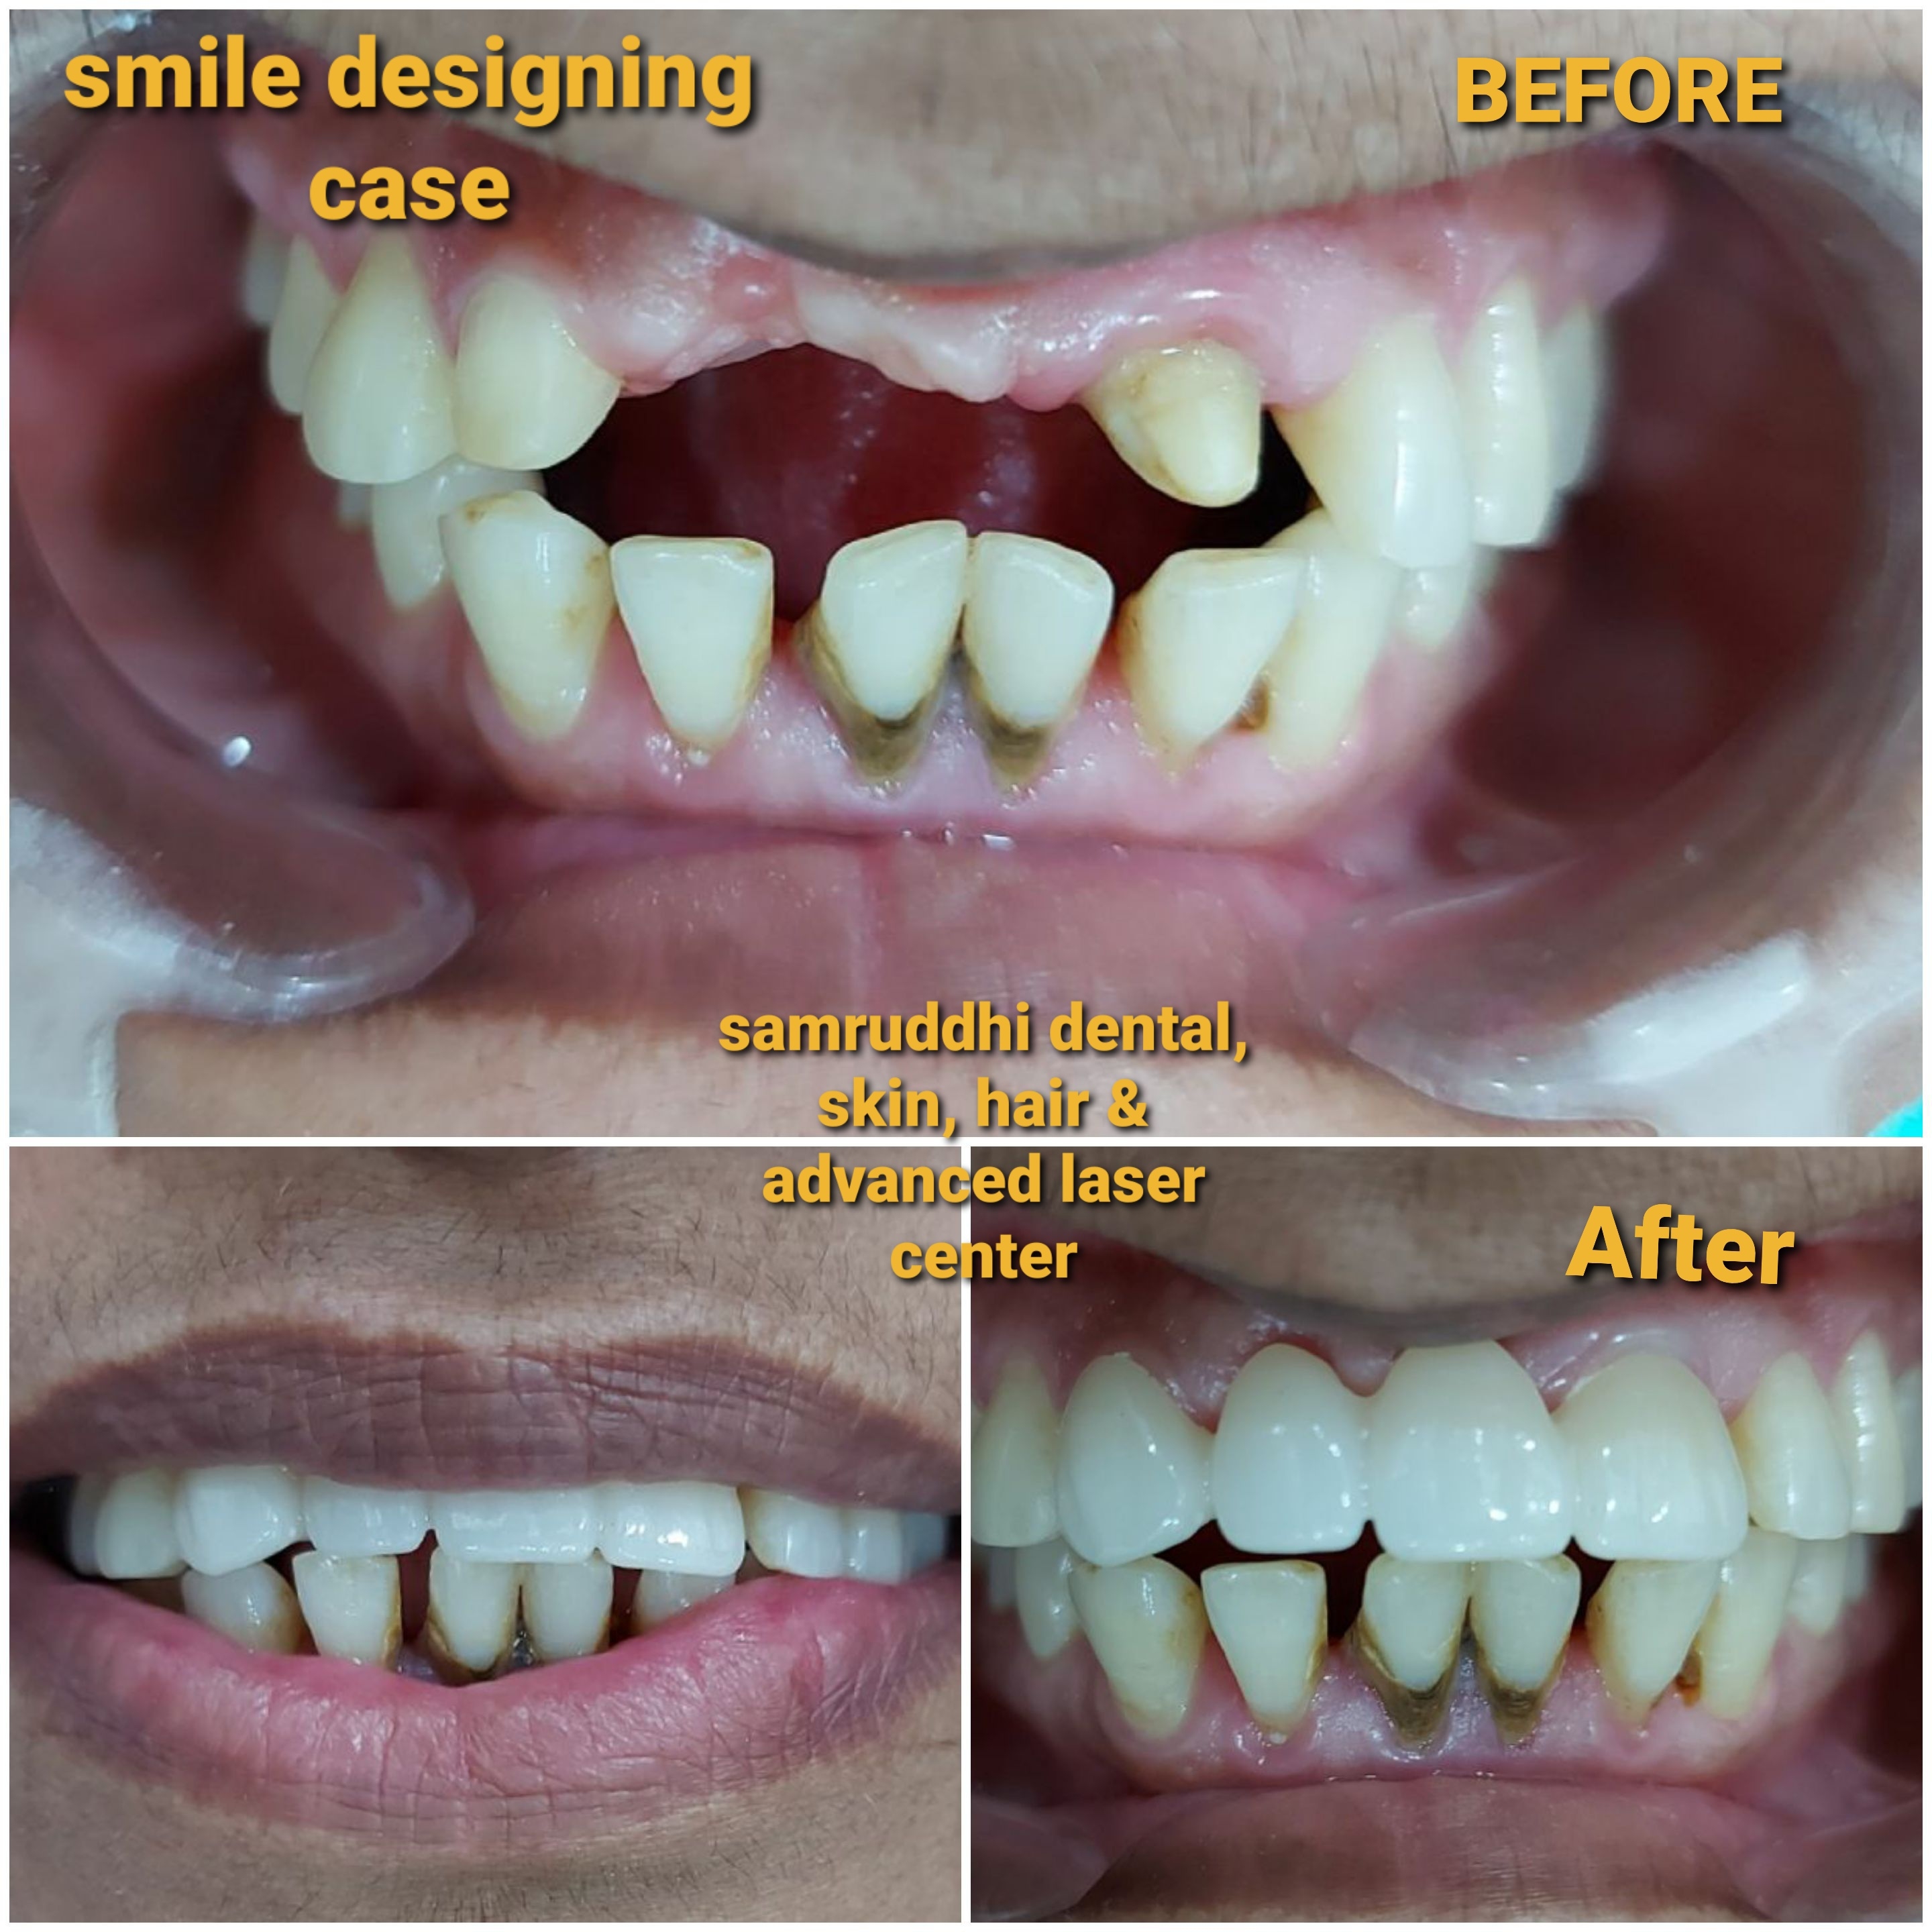 smile designing
case
BEFORE
samruddhi dental,
skin, hair &
advanced laser
center
After